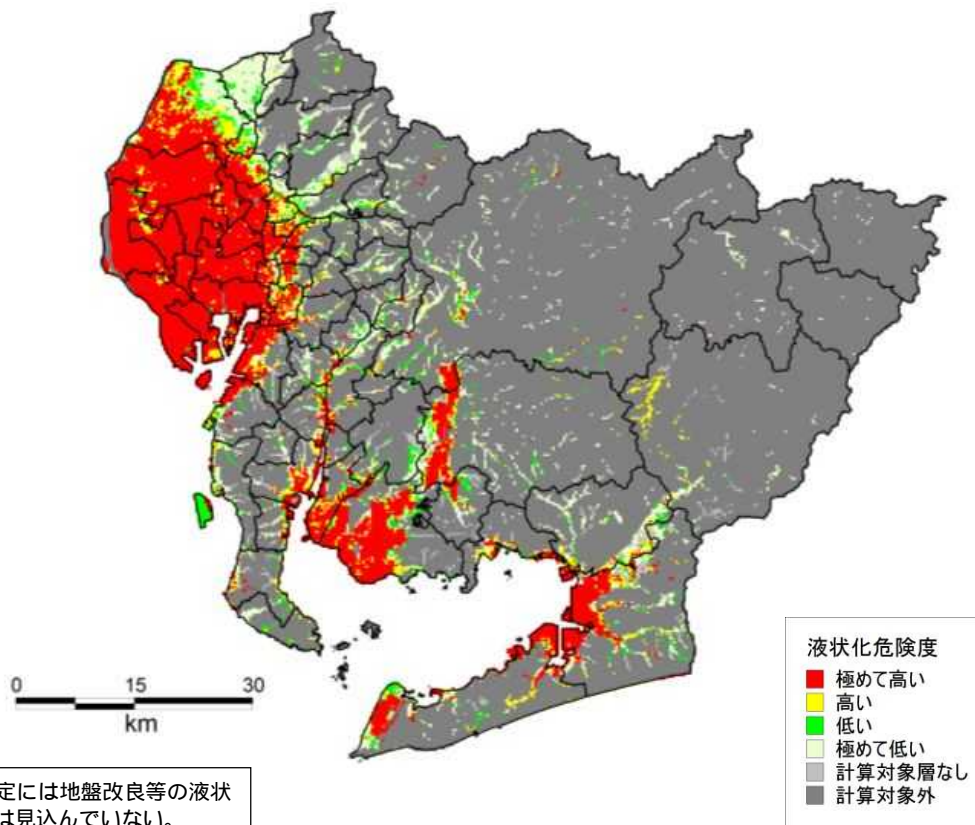 0 15 30
km
定には地盤改良等の液状
は見込んでいない。
液状化危険度
極めて高い
高い
低い
極めて低い
計算対象層なし
計算対象外